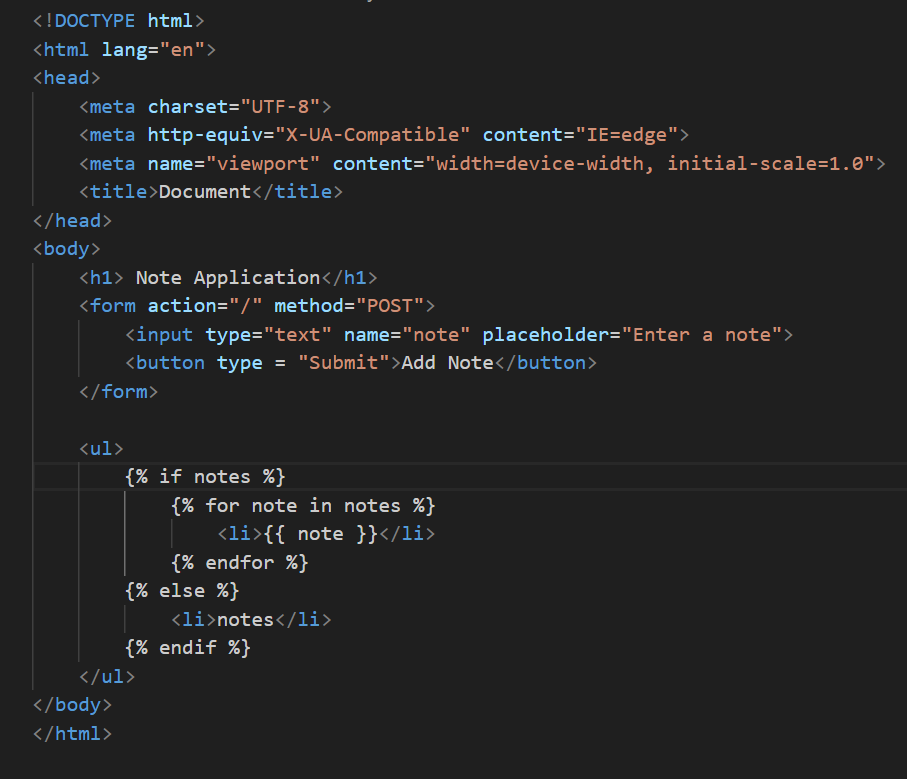 <!DOCTYPE html>
<html lang="en">
<head>
    <meta charset="UTF-8">
    <meta http-equiv="X-UA-Compatible" content="IE=edge">
    <meta name="viewport" content="width=device-width, initial-scale=1.0">
    <title>Document</title>
</head>
<body>
    <h1> Note Application</h1>
    <form action="/" method="POST">
        <input type="text" name="note" placeholder="Enter a note">
        <button type = "Submit">Add Note</button>
    </form>

    <ul>
        {% if notes %}
            {% for note in notes %}
                <li>{{ note }}</li>
            {% endfor %}
        {% else %}
            <li>notes</li>
        {% endif %}
    </ul>
</body>
</html>